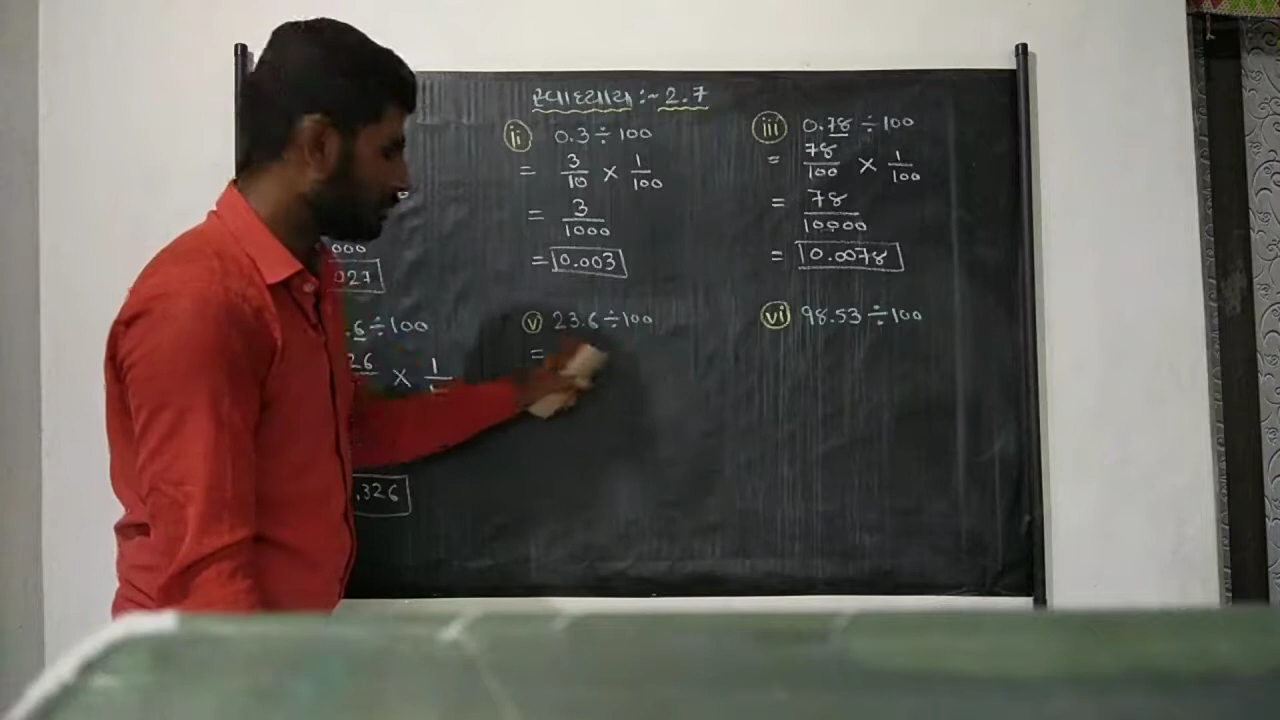 સ્વાધ્યાય :- 2.7
000
027
.6 ÷ 100
26 × 1
.326
ii 0.3 ÷ 100
= 3/10 × 1/100
= 3/1000
= 0.003
iii 0.78 ÷ 100
= 78/100 × 1/100
= 78/10000
= 0.0078
v 23.6 ÷ 100
=
vi 98.53 ÷ 100